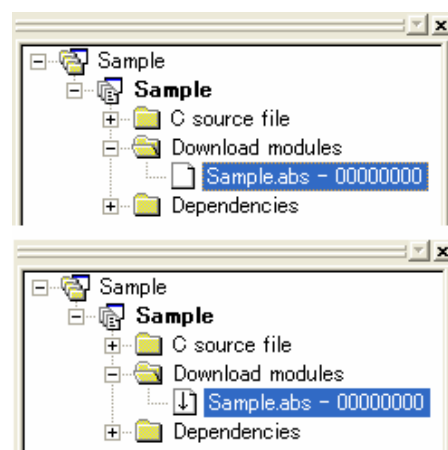 Sample
Sample
C source file
Download modules
Sample.abs - 00000000
Dependencies
Sample
Sample
C source file
Download modules
Sample.abs - 00000000
Dependencies